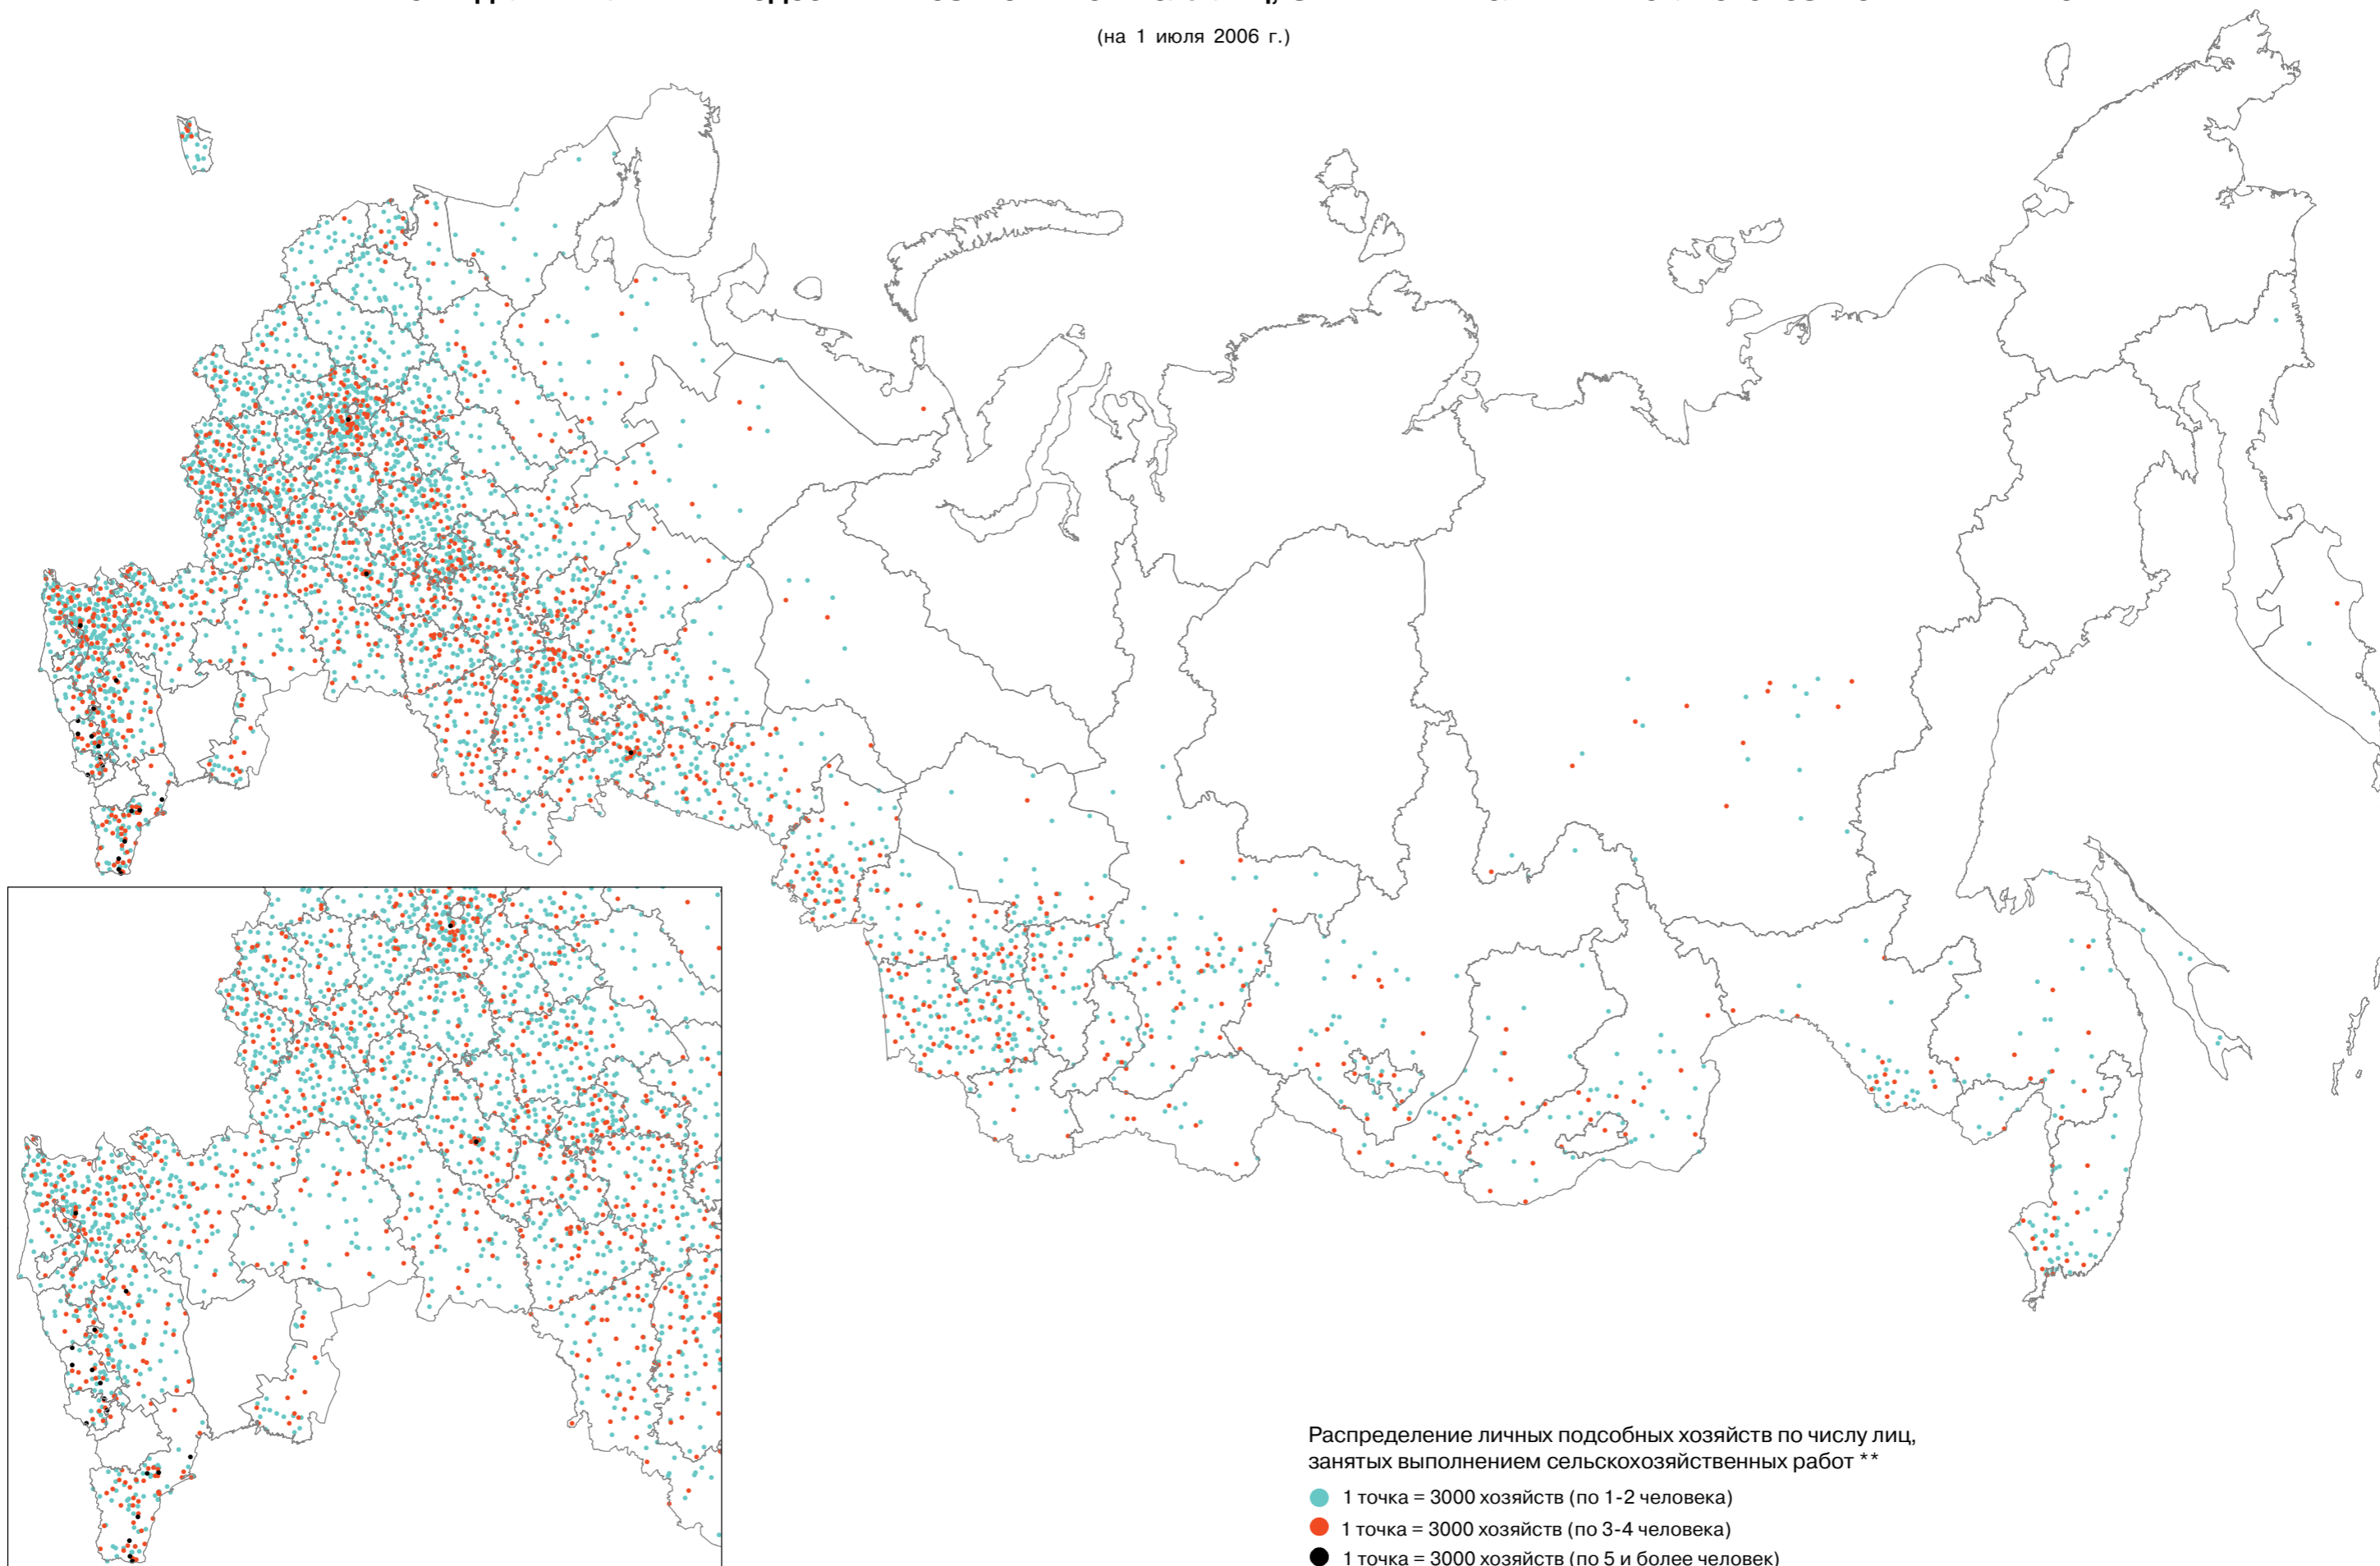 (на 1 июля 2006 г.)
Распределение личных подсобных хозяйств по числу лиц,
занятых выполнением сельскохозяйственных работ **
1 точка = 3000 хозяйств (по 1-2 человека)
1 точка = 3000 хозяйств (по 3-4 человека)
1 точка = 3000 хозяйств (по 5 и более человек)